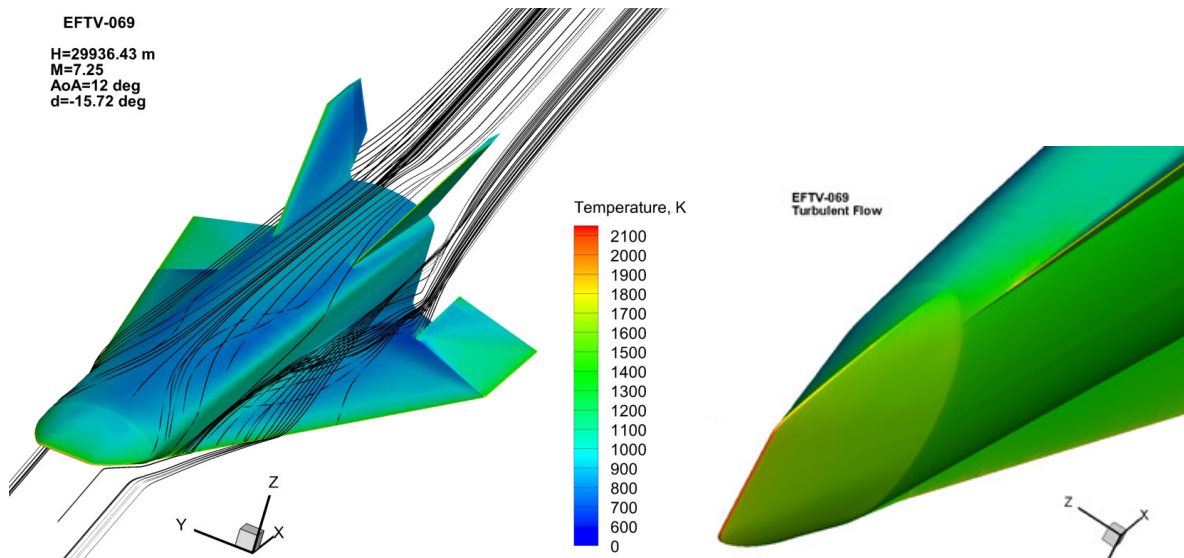 EFTV-069
H=29936.43 m
M=7.25
AoA=12 deg
d=-15.72 deg
Temperature, K
2100
2000
1900
1800
1700
1600
1500
1400
1300
1200
1100
1000
900
800
700
600
0
Z
Y
X
EFTV-069
Turbulent Flow
Z
X